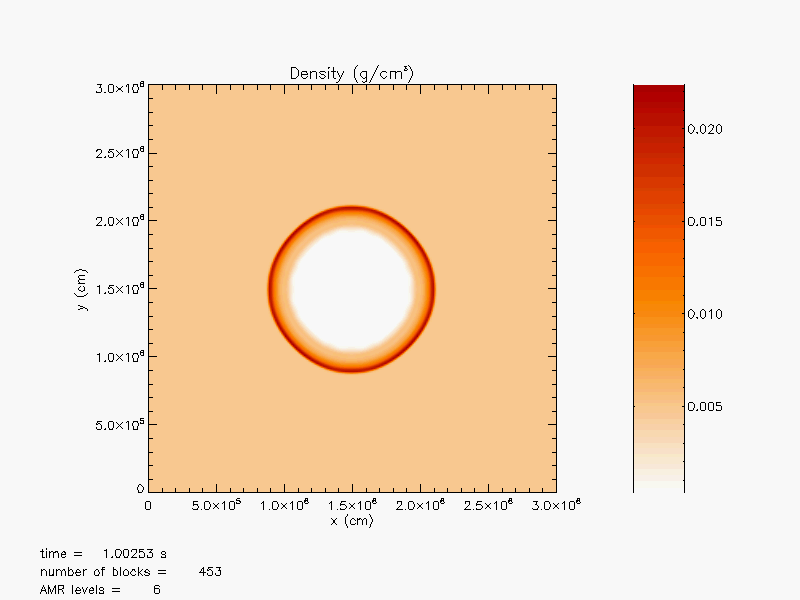 Density (g/cm³)
3.0×10⁶
2.5×10⁶
2.0×10⁶
1.5×10⁶
1.0×10⁶
5.0×10⁵
0
y (cm)
0 5.0×10⁵ 1.0×10⁶ 1.5×10⁶ 2.0×10⁶ 2.5×10⁶ 3.0×10⁶
x (cm)
0.020
0.015
0.010
0.005
time = 1.00253 s
number of blocks = 453
AMR levels = 6